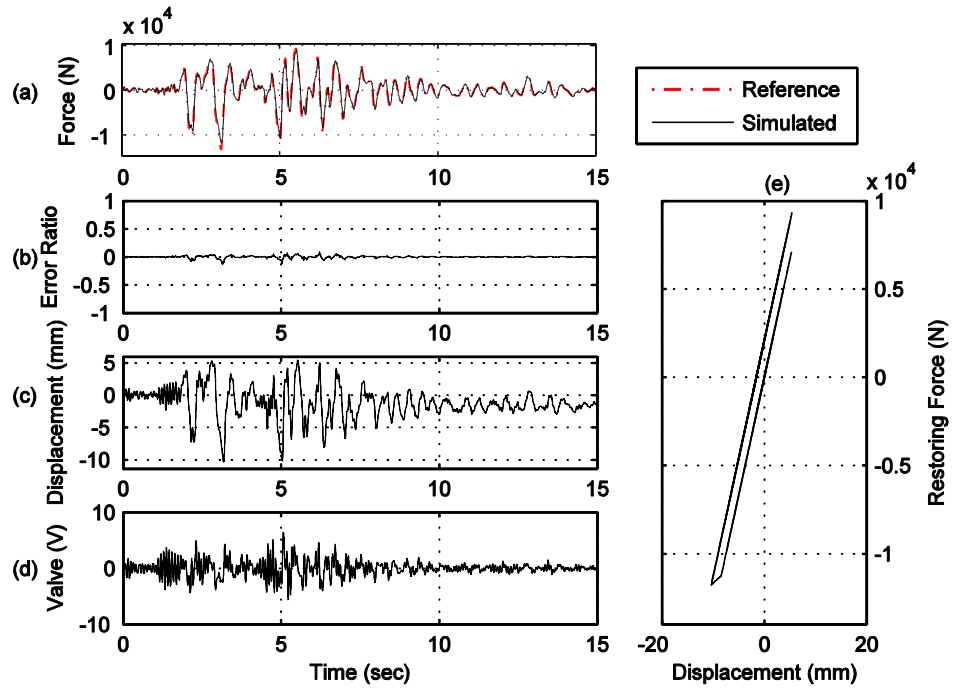 x 10^4
(a)
Force (N)
1
0
-1
0 5 10 15
Reference
Simulated
(b)
Error Ratio
1
0.5
0
-0.5
-1
0 5 10 15
(c)
Displacement (mm)
5
0
-5
-10
0 5 10 15
(d)
Valve (V)
10
0
-10
0 5 10 15
Time (sec)
(e)
x 10^4
1
0.5
0
-0.5
-1
Restoring Force (N)
-20 0 20
Displacement (mm)